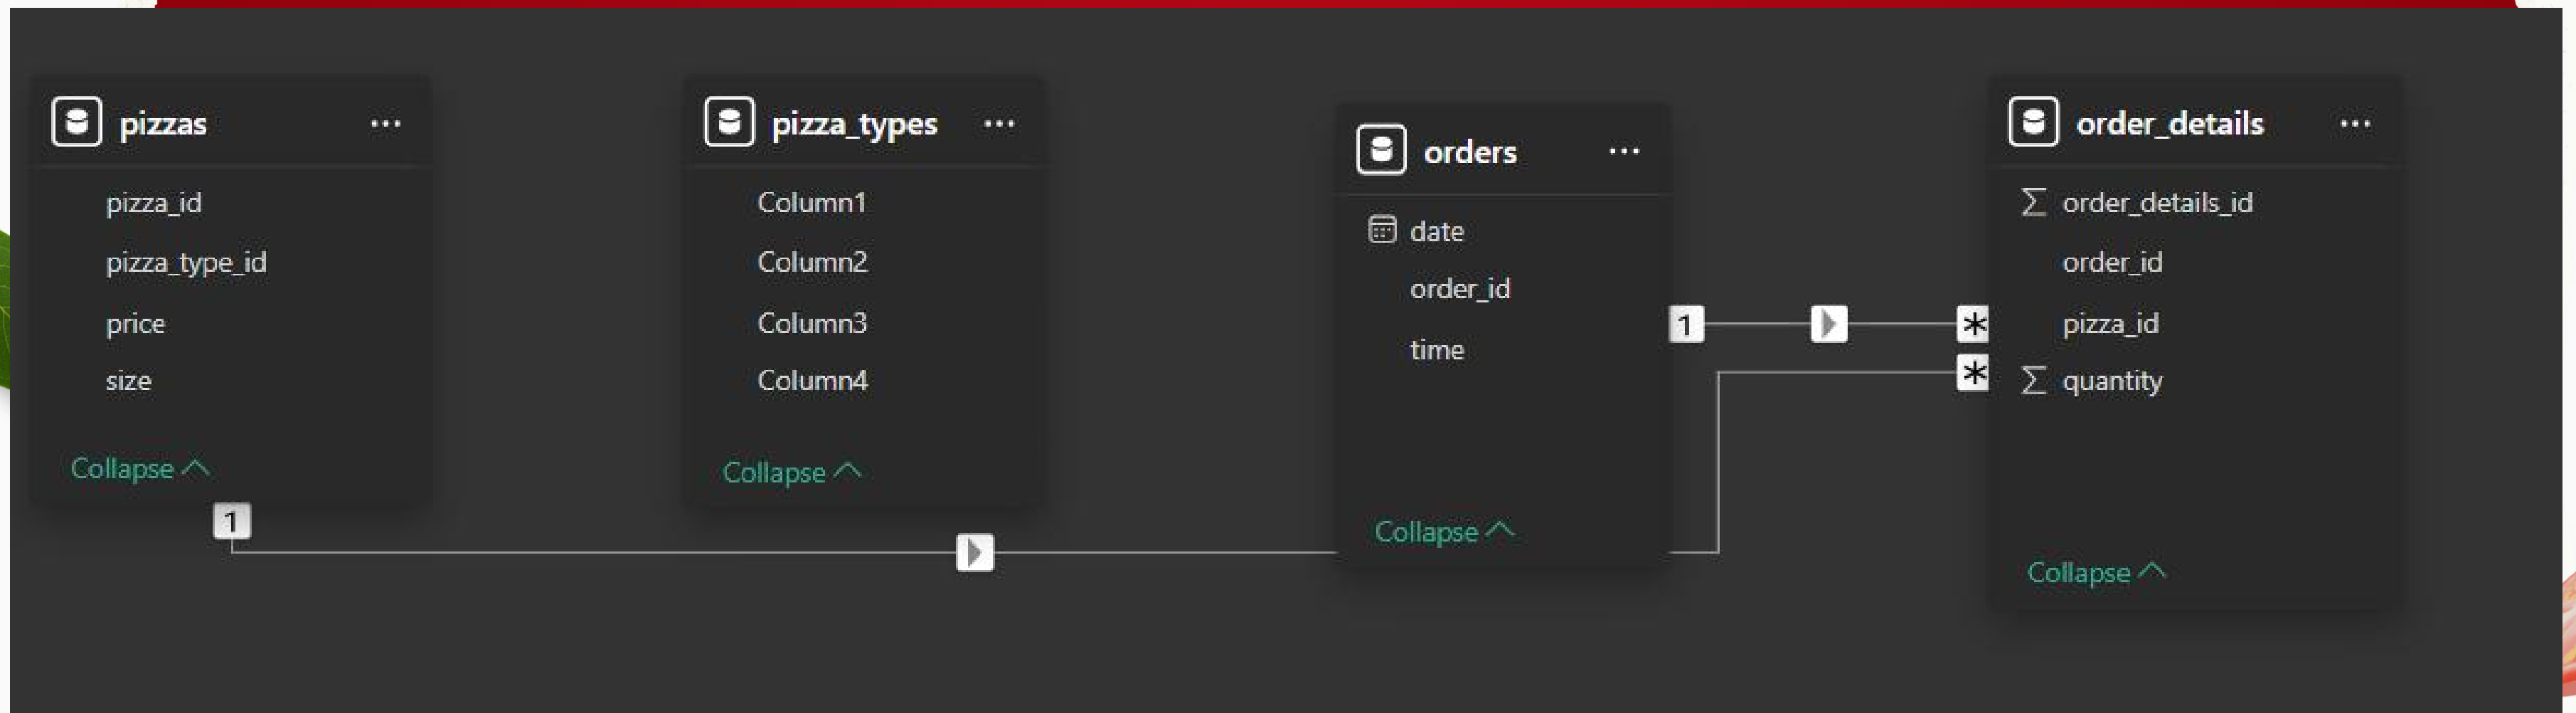 pizzas ...
pizza_id
pizza_type_id
price
size
Collapse
1
pizza_types ...
Column1
Column2
Column3
Column4
Collapse
orders ...
date
order_id
time
Collapse
1
*
*
order_details ...
Σ order_details_id
order_id
pizza_id
Σ quantity
Collapse